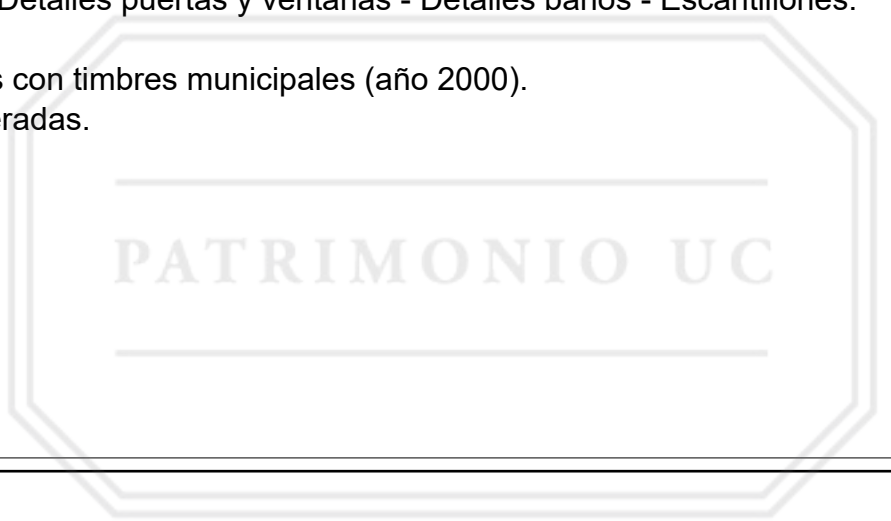 Detalles puertas y ventanas - Detalles baños - Escantillones.
s con timbres municipales (año 2000).
eradas.
PATRIMONIO UC